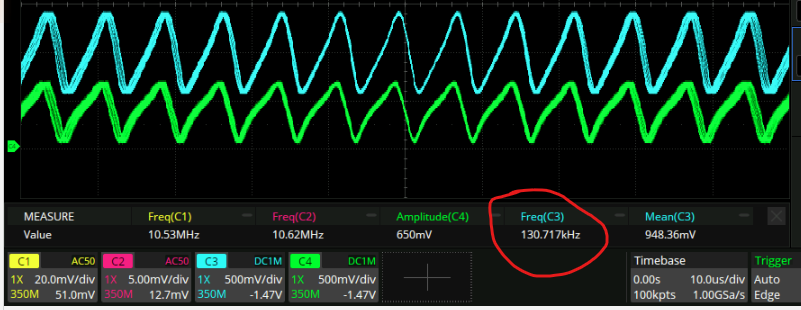 MEASURE Freq(C1) Freq(C2) Amplitude(C4) Freq(C3) Mean(C3)
Value 10.53MHz 10.62MHz 650mV 130.717kHz 948.36mV
C1 AC50 C2 AC50 C3 DC1M C4 DC1M Timebase Trigger
1X 20.0mV/div 1X 5.00mV/div 1X 500mV/div 1X 500mV/div 0.00s 10.0us/div Auto
350M 51.0mV 350M 12.7mV 350M -1.47V 350M -1.47V 100kpts 1.00GSa/s Edge